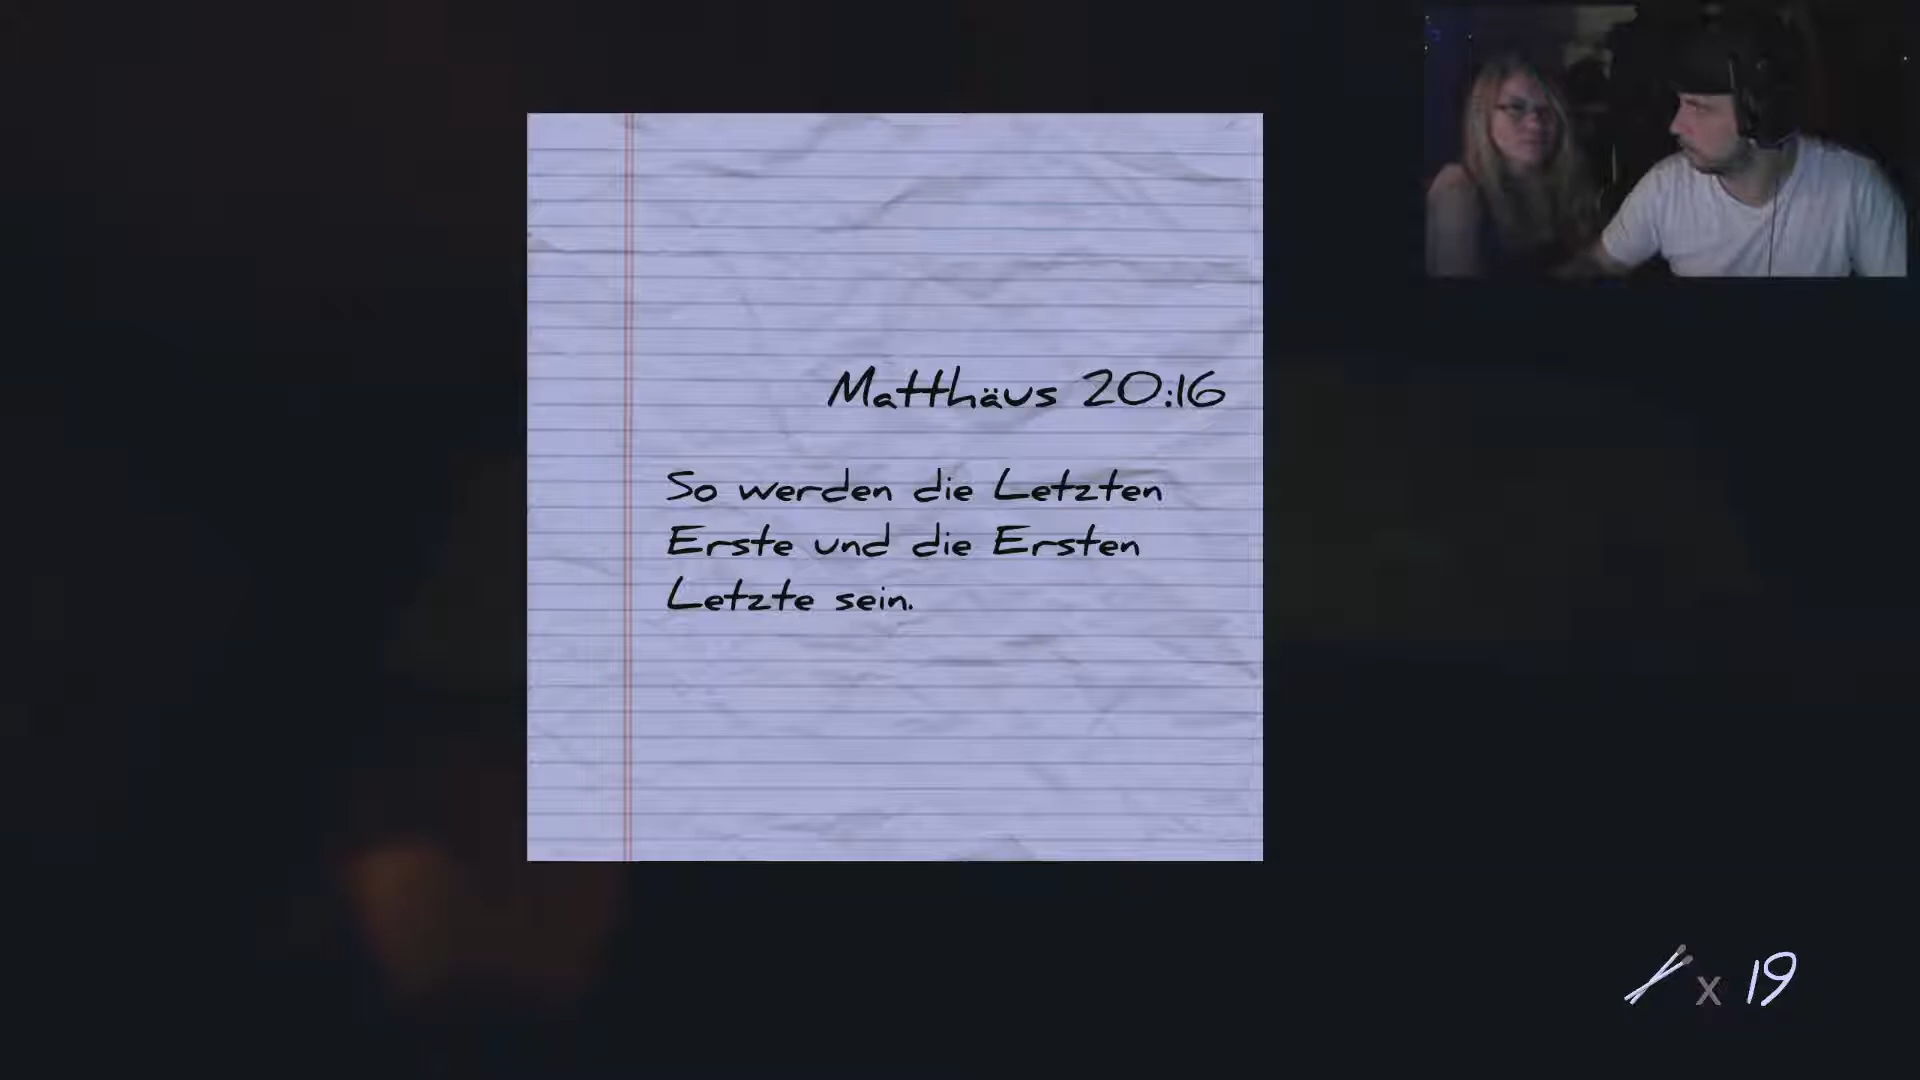 Matthäus 20:16
So werden die Letzten
Erste und die Ersten
Letzte sein.
x 19